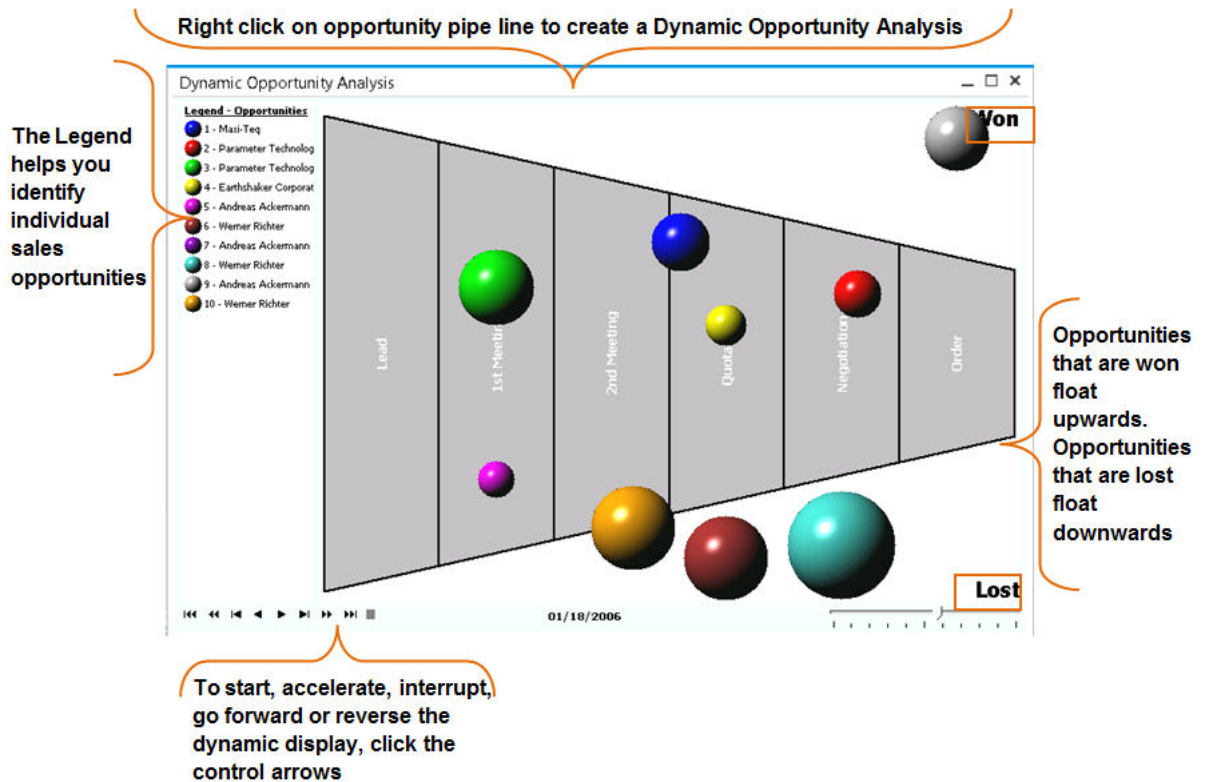 Right click on opportunity pipe line to create a Dynamic Opportunity Analysis
The Legend
helps you
identify
individual
sales
opportunities
Dynamic Opportunity Analysis
Legend - Opportunities
1 - Maxi-Teq
2 - Parameter Technolog
3 - Parameter Technolog
4 - Earthshaker Corporat
5 - Andreas Ackermann
6 - Werner Richter
7 - Andreas Ackermann
8 - Werner Richter
9 - Andreas Ackermann
10 - Werner Richter
Won
Lead
1st Meetin
2nd Meeting
Quota
Negotiation
Order
Lost
01/18/2006
Opportunities
that are won
float
upwards.
Opportunities
that are lost
float
downwards
To start, accelerate, interrupt,
go forward or reverse the
dynamic display, click the
control arrows